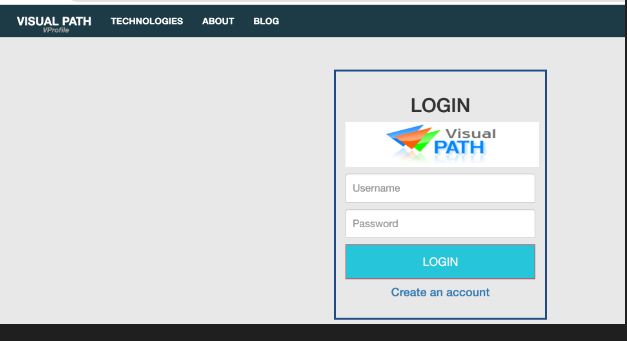 VISUAL PATH TECHNOLOGIES ABOUT BLOG
VProfile
LOGIN
Visual
PATH
Username
Password
LOGIN
Create an account